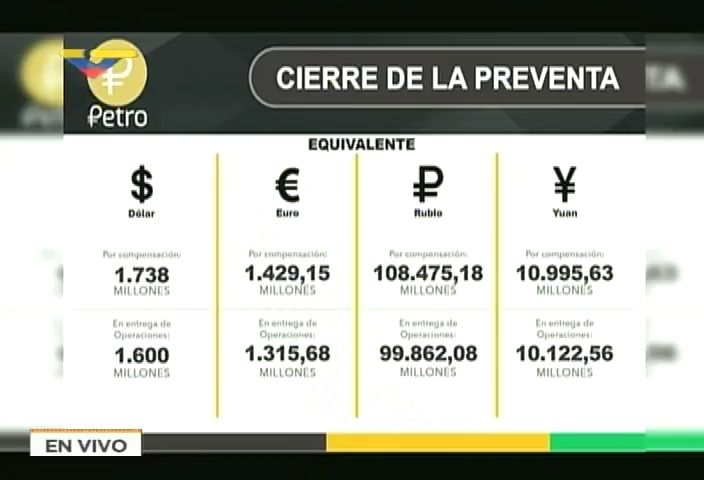 Petro
CIERRE DE LA PREVENTA
EQUIVALENTE
$ € ₽ ¥
Dólar Euro Rublo Yuan
Por compensación: Por compensación: Por compensación: Por compensación:
1.738 1.429,15 108.475,18 10.995,63
MILLONES MILLONES MILLONES MILLONES
En entrega de En entrega de En entrega de En entrega de
Operaciones: Operaciones: Operaciones: Operaciones:
1.600 1.315,68 99.862,08 10.122,56
MILLONES MILLONES MILLONES MILLONES
EN VIVO